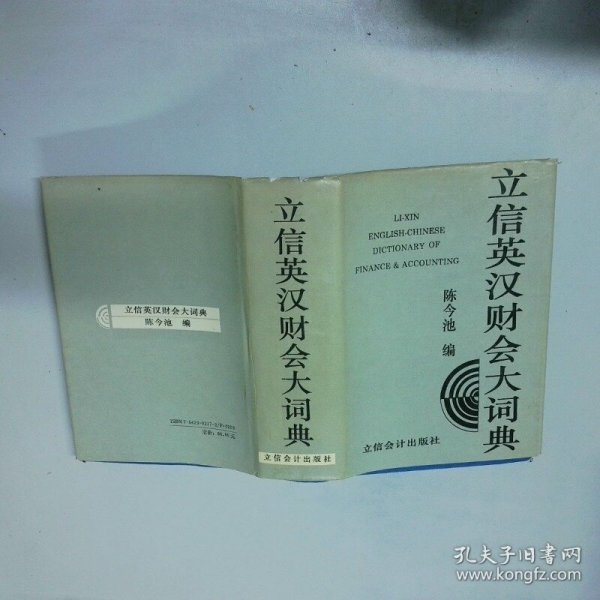 立信英汉财会大词典
陈今池 编
立信英汉财会大词典
立信会计出版社
LI-XIN
ENGLISH-CHINESE
DICTIONARY OF
FINANCE & ACCOUNTING
立信英汉财会大词典
陈今池 编
立信会计出版社
孔夫子旧书网
www.kongfz.com